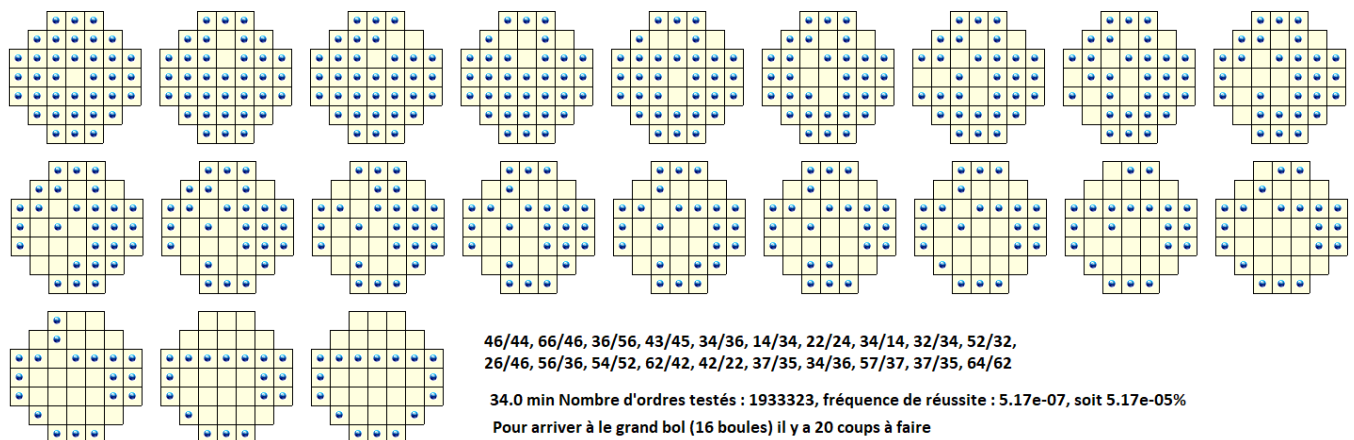 46/44, 66/46, 36/56, 43/45, 34/36, 14/34, 22/24, 34/14, 32/34, 52/32,
26/46, 56/36, 54/52, 62/42, 42/22, 37/35, 34/36, 57/37, 37/35, 64/62
34.0 min Nombre d'ordres testés : 1933323, fréquence de réussite : 5.17e-07, soit 5.17e-05%
Pour arriver à le grand bol (16 boules) il y a 20 coups à faire